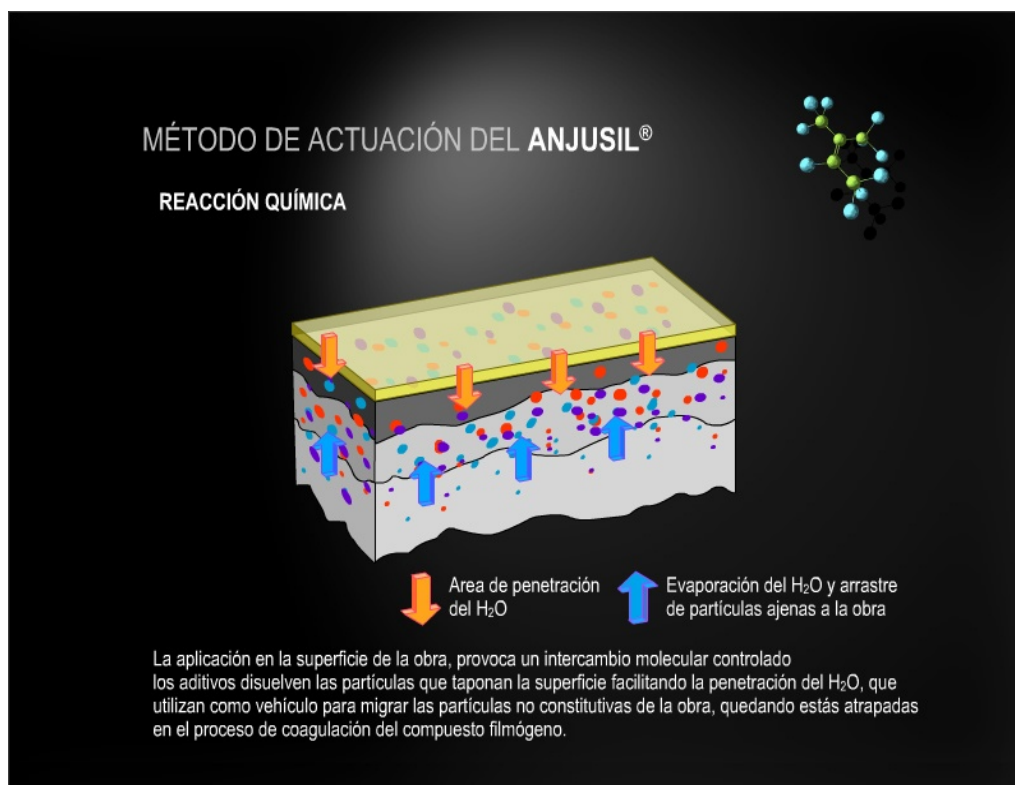 MÉTODO DE ACTUACIÓN DEL ANJUSIL®
REACCIÓN QUÍMICA
Area de penetración
del H₂O
Evaporación del H₂O y arrastre
de partículas ajenas a la obra
La aplicación en la superficie de la obra, provoca un intercambio molecular controlado
los aditivos disuelven las partículas que taponan la superficie facilitando la penetración del H₂O, que
utilizan como vehículo para migrar las partículas no constitutivas de la obra, quedando estás atrapadas
en el proceso de coagulación del compuesto filmógeno.